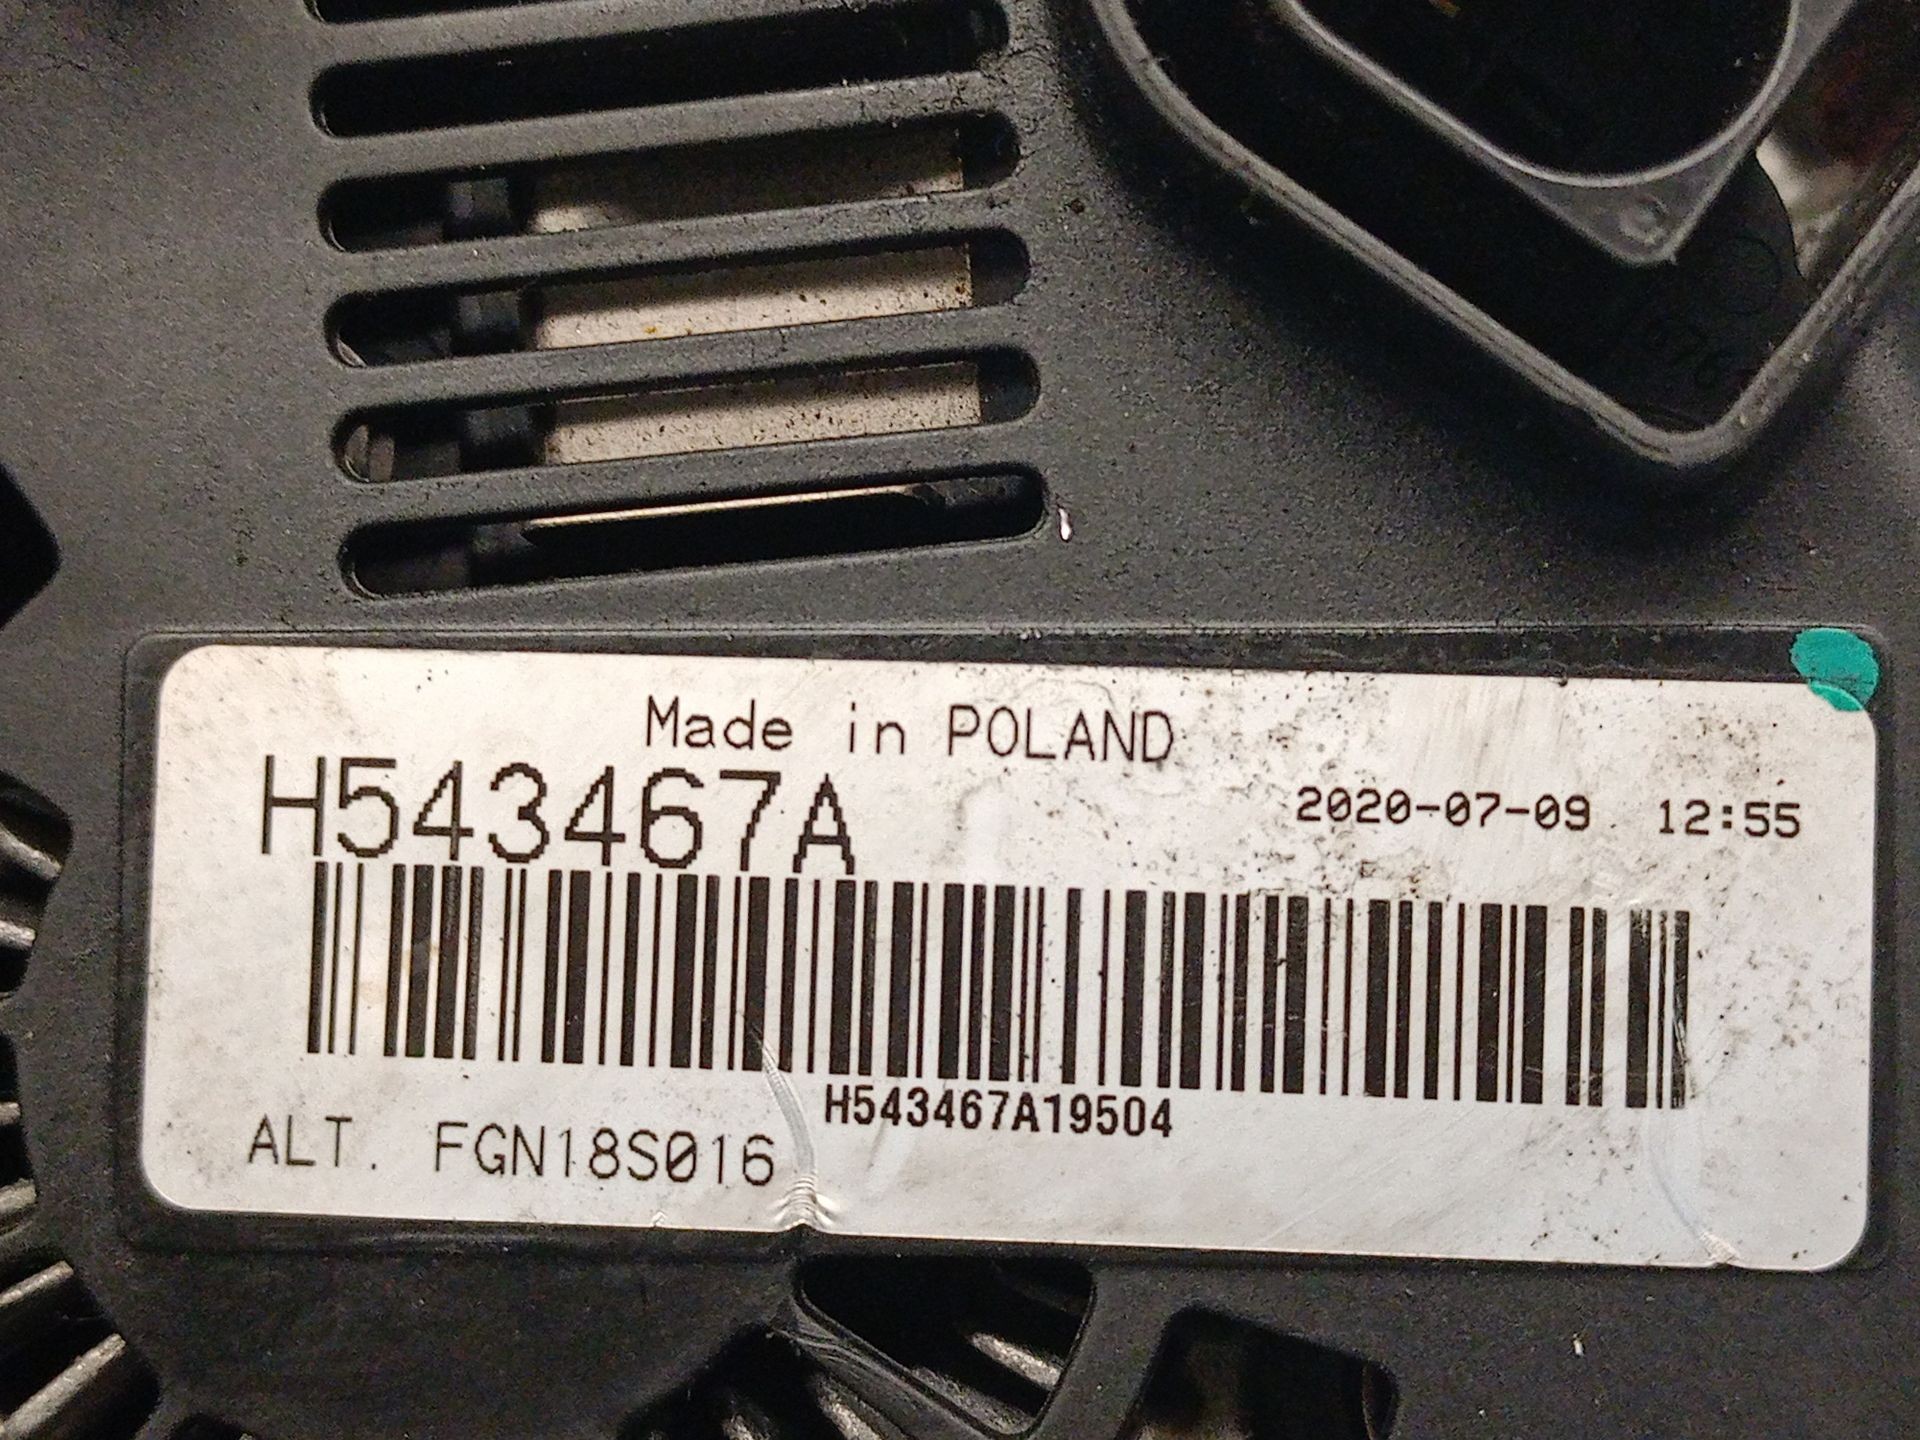 Made in POLAND
H543467A
2020-07-09 12:55
H543467A19504
ALT. FGN18S016